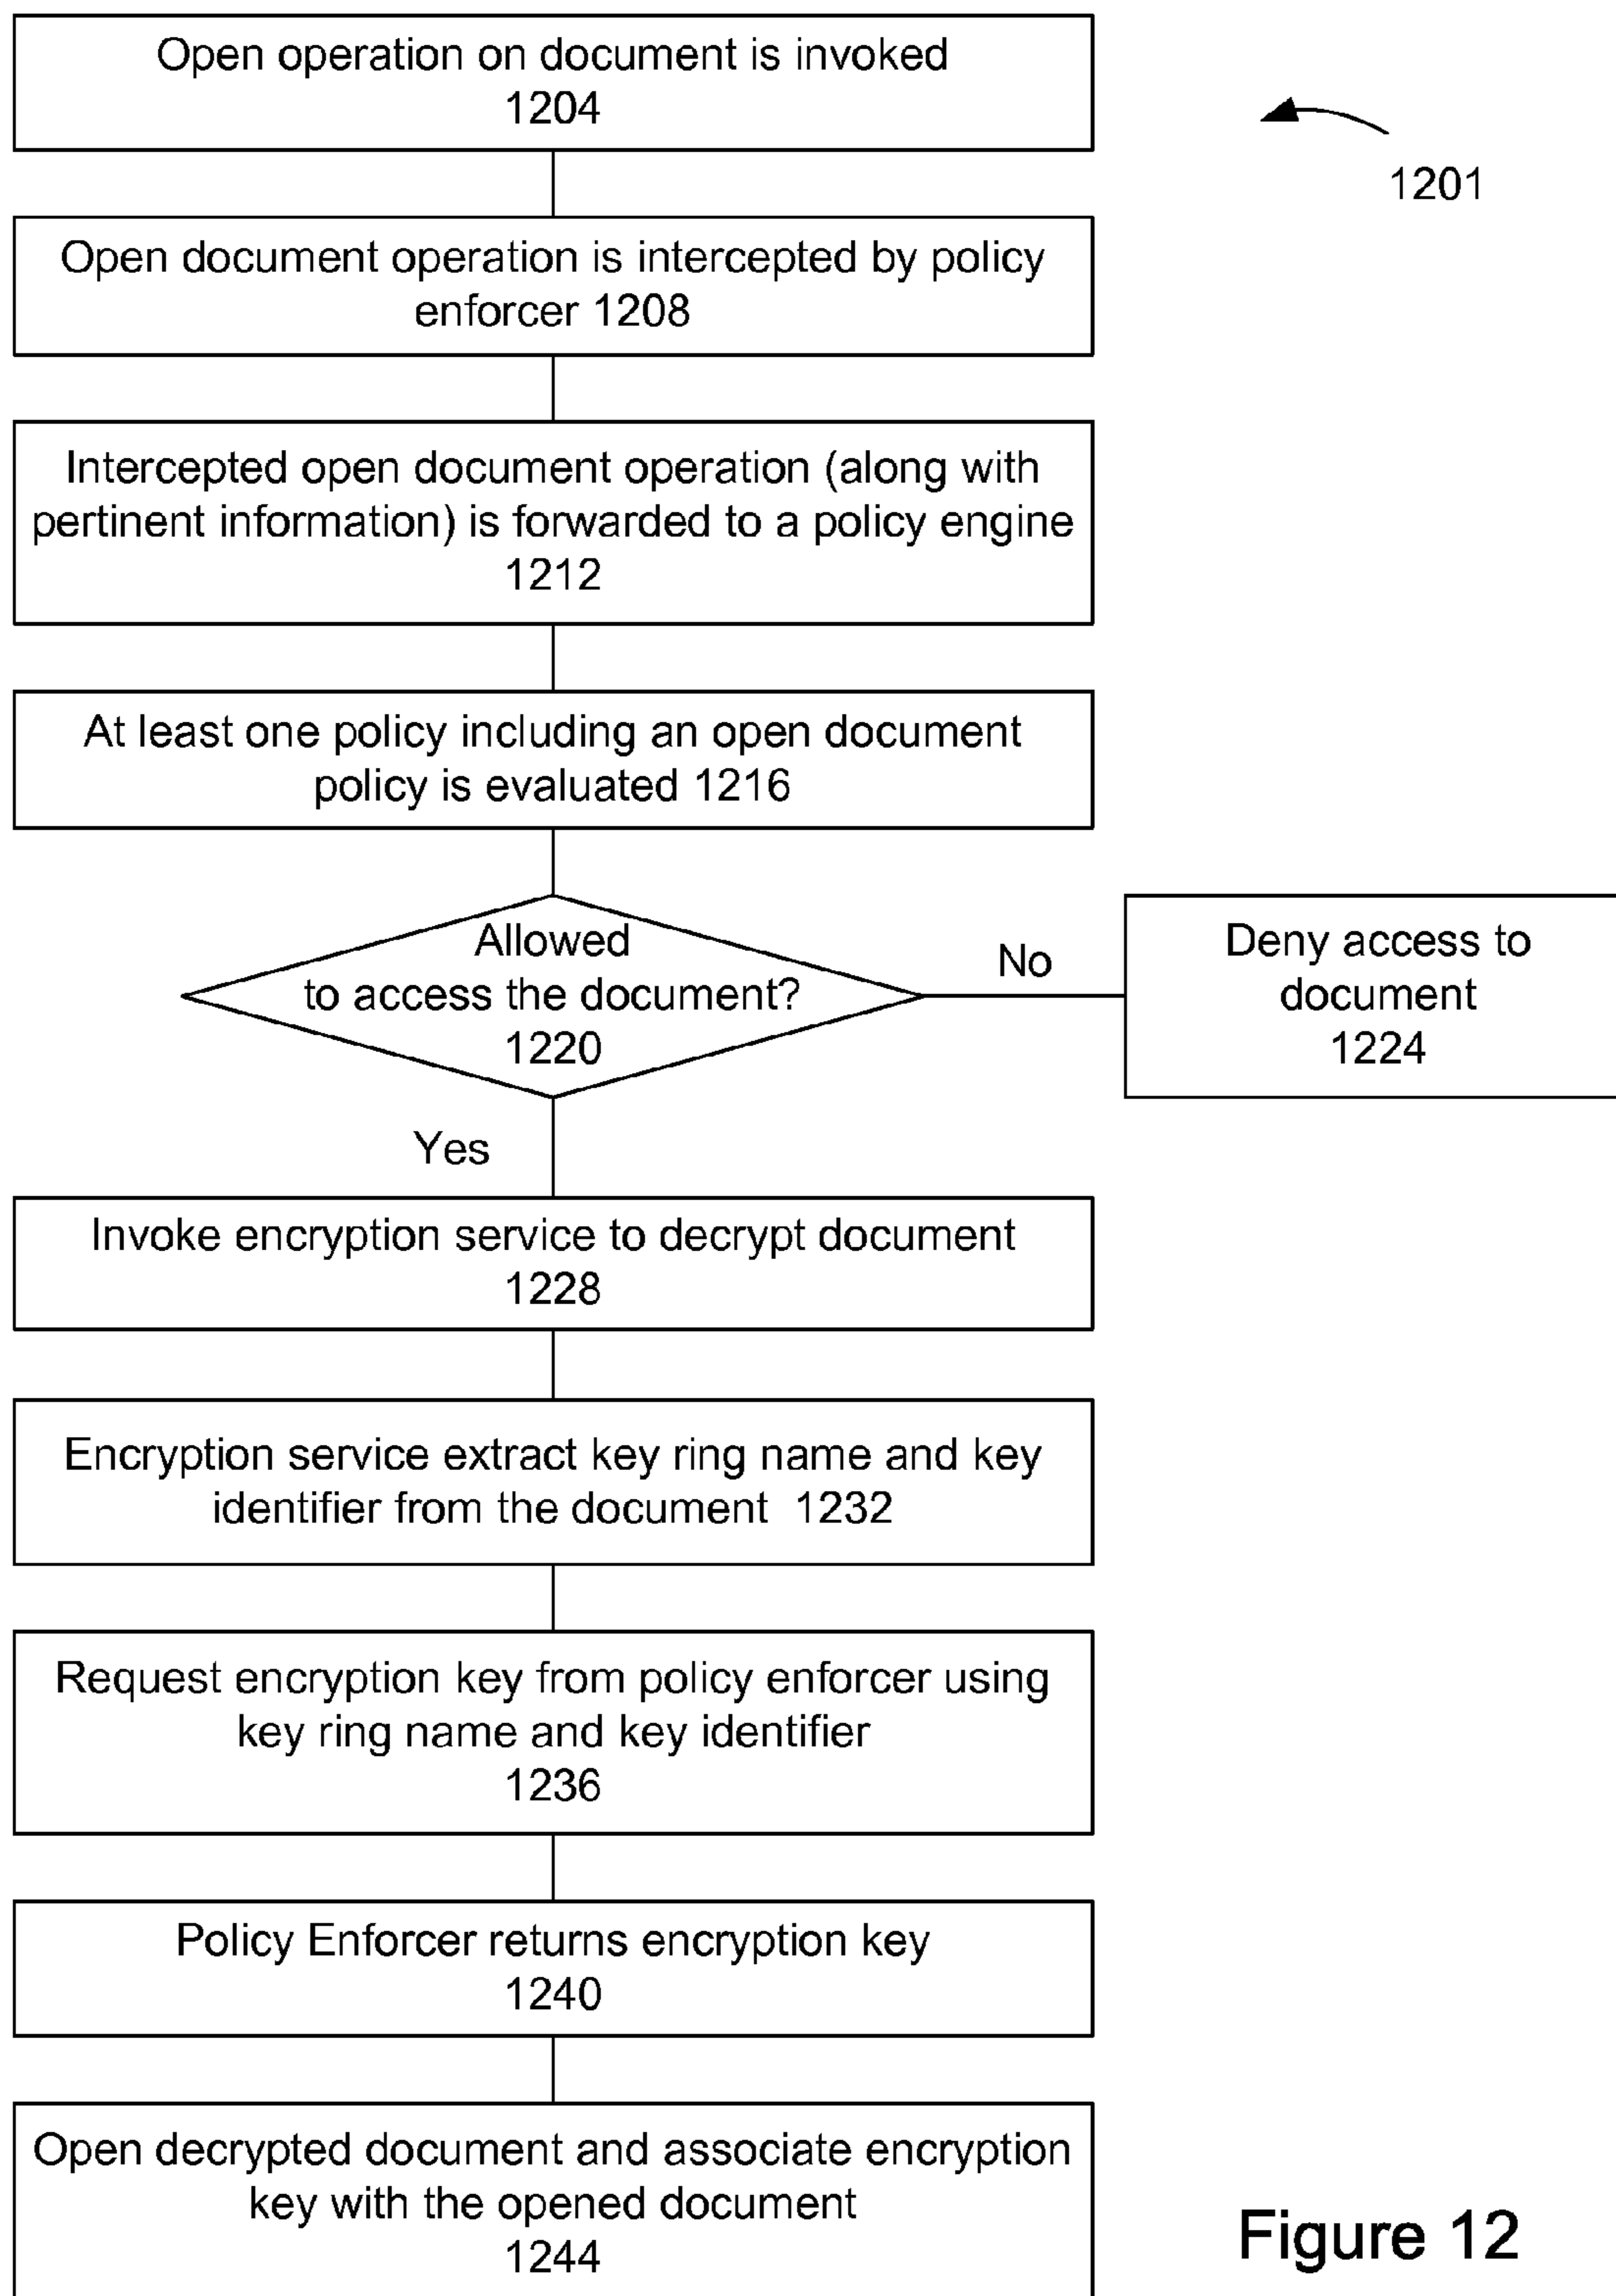 Open operation on document is invoked
1204
1201
Open document operation is intercepted by policy
enforcer 1208
Intercepted open document operation (along with
pertinent information) is forwarded to a policy engine
1212
At least one policy including an open document
policy is evaluated 1216
Allowed
to access the document?
1220
No
Deny access to
document
1224
Yes
Invoke encryption service to decrypt document
1228
Encryption service extract key ring name and key
identifier from the document 1232
Request encryption key from policy enforcer using
key ring name and key identifier
1236
Policy Enforcer returns encryption key
1240
Open decrypted document and associate encryption
key with the opened document
1244
Figure 12